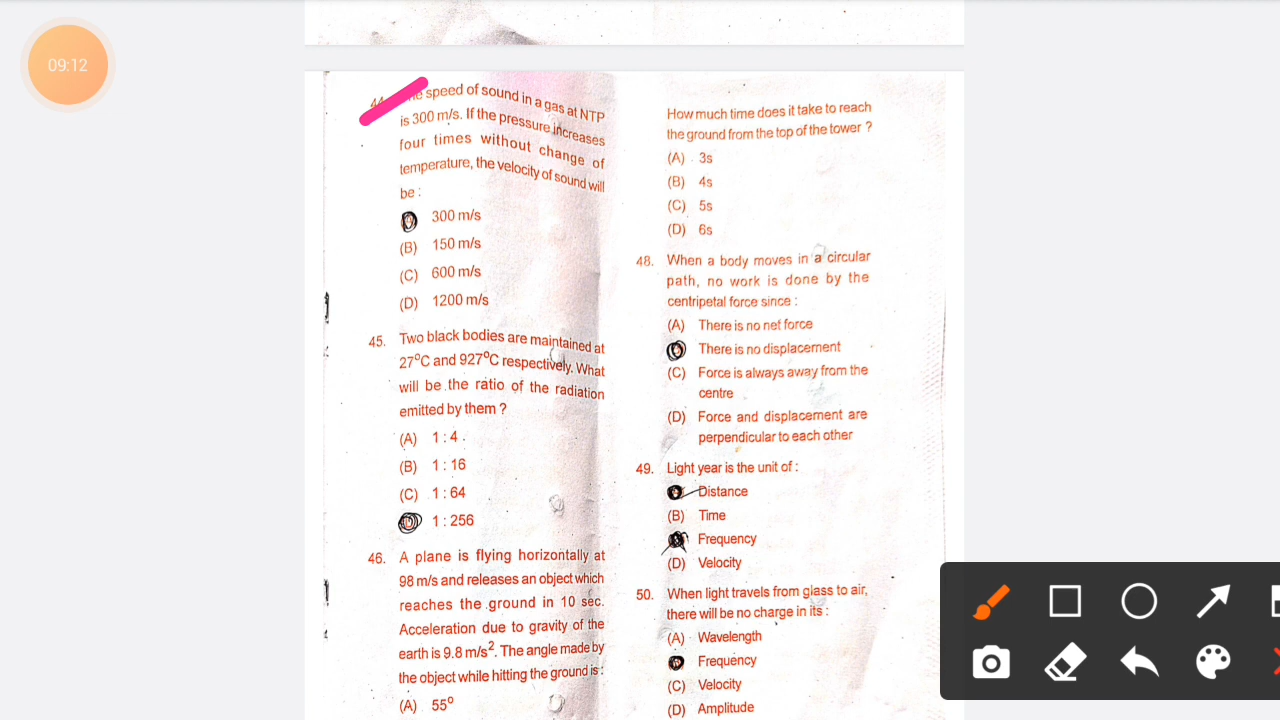 09:12
44. speed of sound in a gas at NTP
is 300 m/s. If the pressure increases
four times without change of
temperature, the velocity of sound will
be :
300 m/s
(B) 150 m/s
(C) 600 m/s
(D) 1200 m/s
45. Two black bodies are maintained at
27°C and 927°C respectively. What
will be the ratio of the radiation
emitted by them ?
(A) 1 : 4
(B) 1 : 16
(C) 1 : 64
(D) 1 : 256
46. A plane is flying horizontally at
98 m/s and releases an object which
reaches the ground in 10 sec.
Acceleration due to gravity of the
earth is 9.8 m/s². The angle made by
the object while hitting the ground is :
(A) 55°
How much time does it take to reach
the ground from the top of the tower ?
(A) 3s
(B) 4s
(C) 5s
(D) 6s
48. When a body moves in a circular
path, no work is done by the
centripetal force since :
(A) There is no net force
There is no displacement
(C) Force is always away from the
centre
(D) Force and displacement are
perpendicular to each other
49. Light year is the unit of :
Distance
(B) Time
Frequency
(D) Velocity
50. When light travels from glass to air,
there will be no charge in its :
(A) Wavelength
Frequency
(C) Velocity
(D) Amplitude